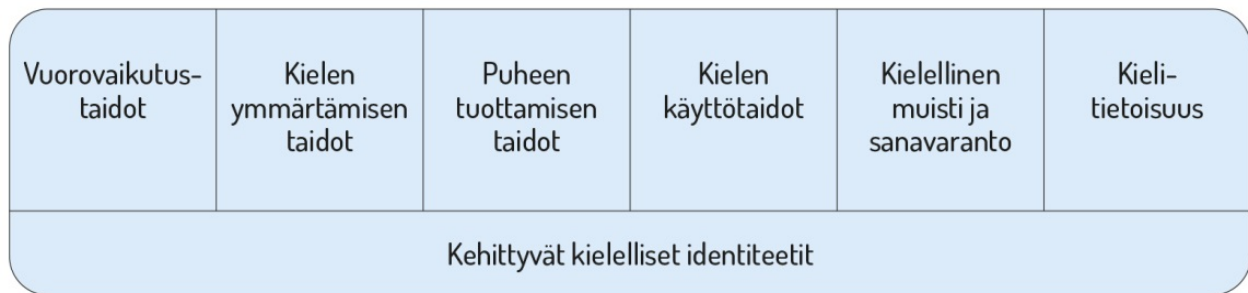 Vuorovaikutus-
taidot
Kielen
ymmärtämisen
taidot
Puheen
tuottamisen
taidot
Kielen
käyttötaidot
Kielellinen
muisti ja
sanavaranto
Kieli-
tietoisuus
Kehittyvät kielelliset identiteetit